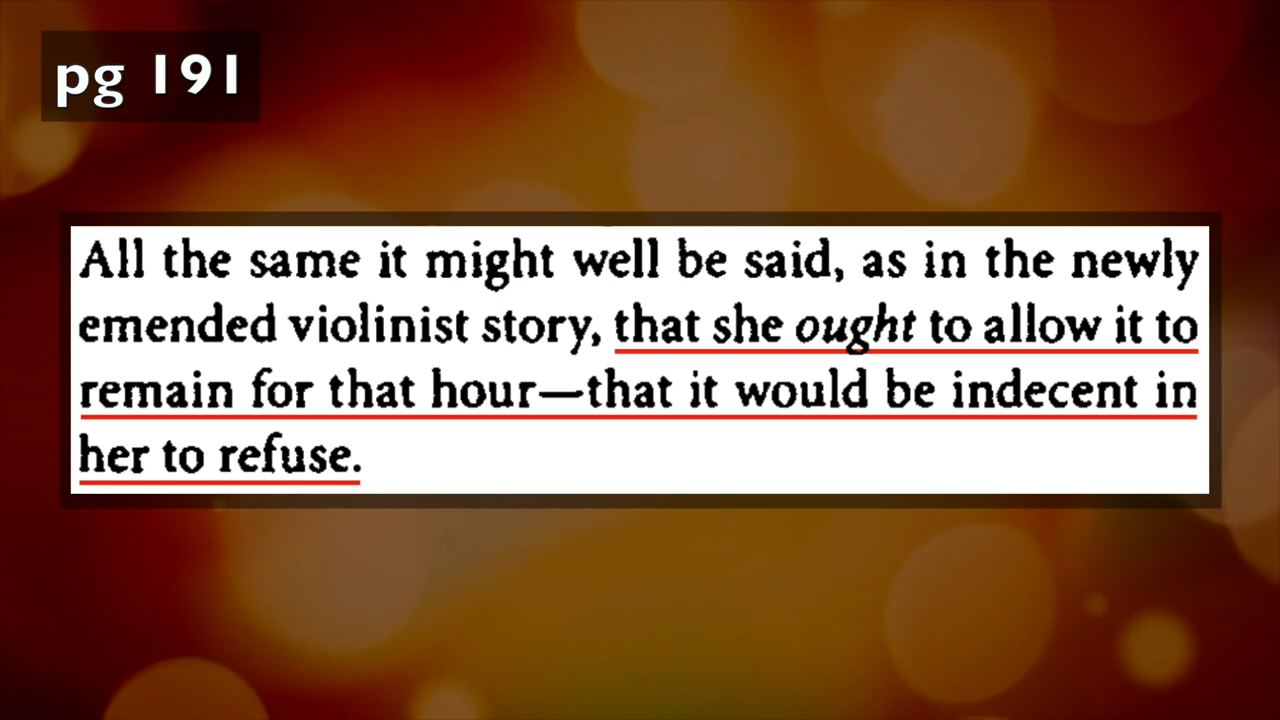 pg 191
All the same it might well be said, as in the newly
emended violinist story, that she ought to allow it to
remain for that hour—that it would be indecent in
her to refuse.